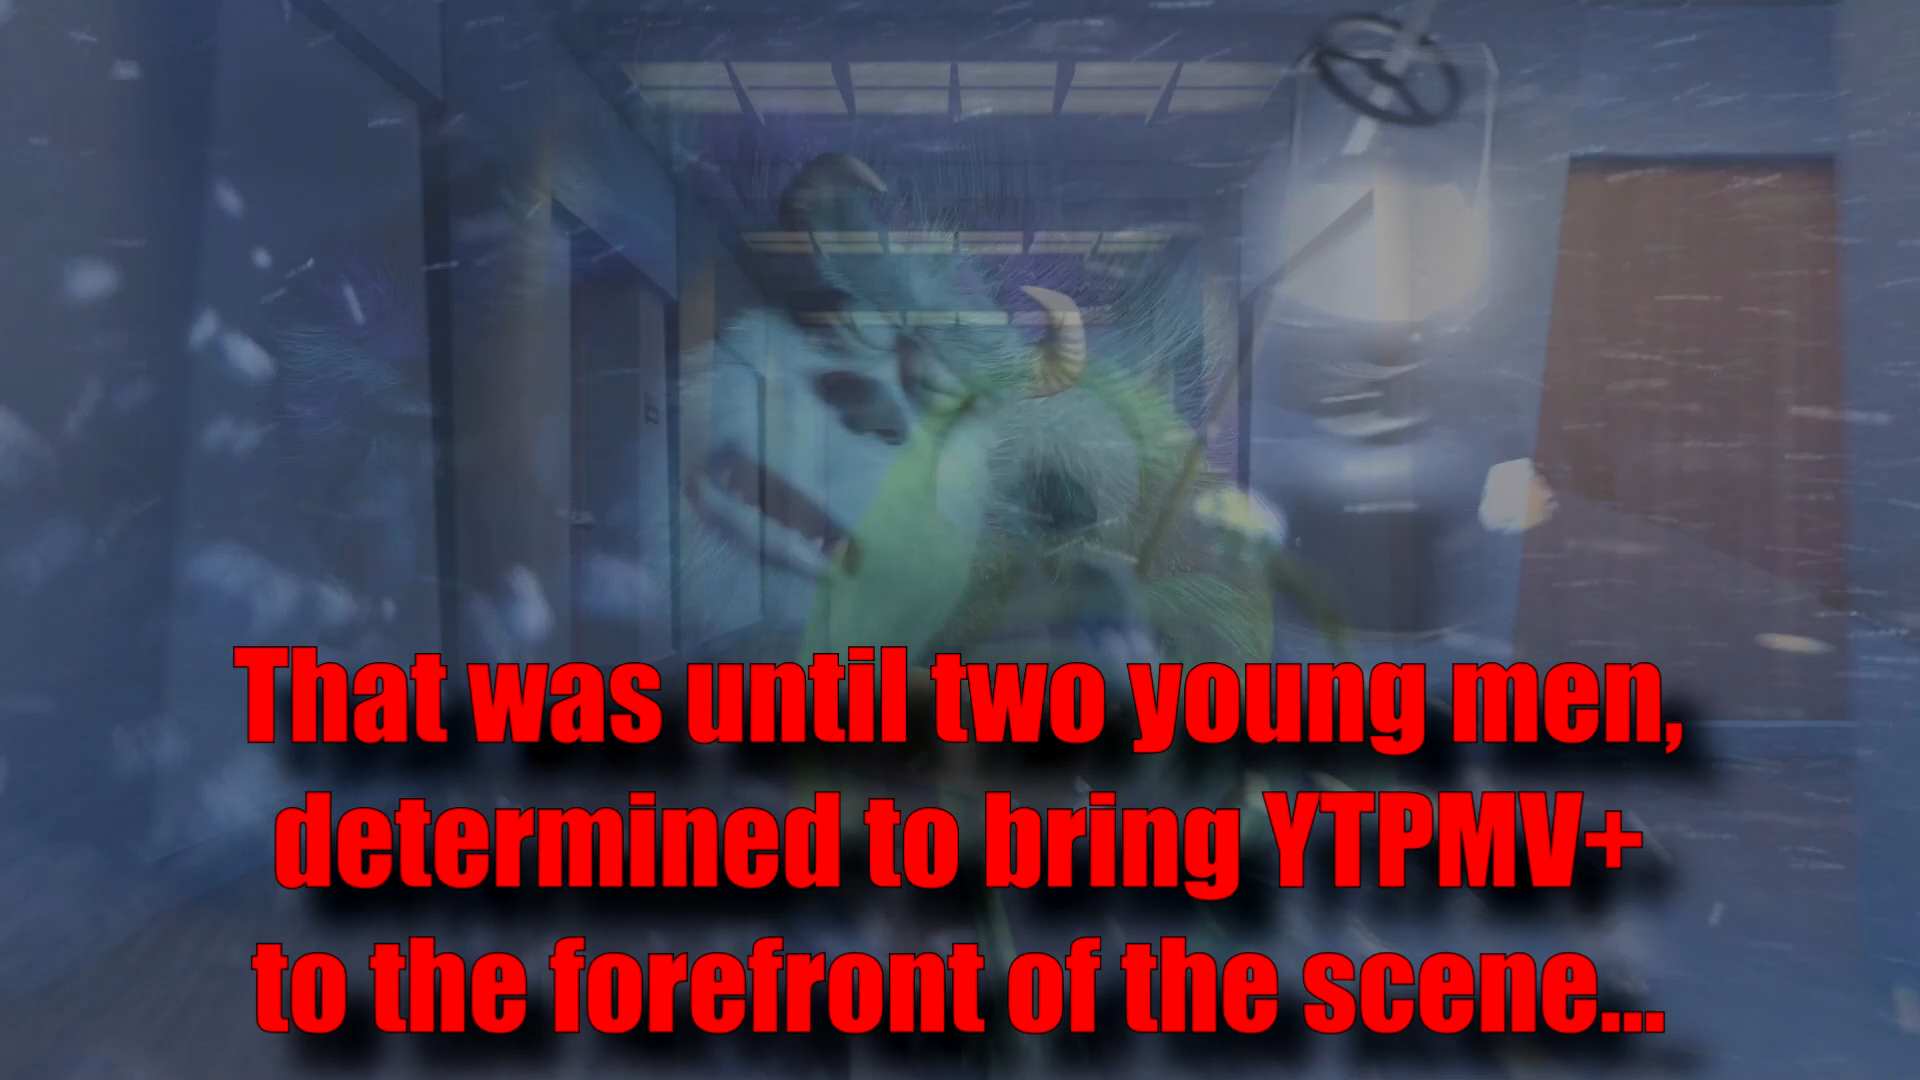 That was until two young men,
determined to bring YTPMV+
to the forefront of the scene...